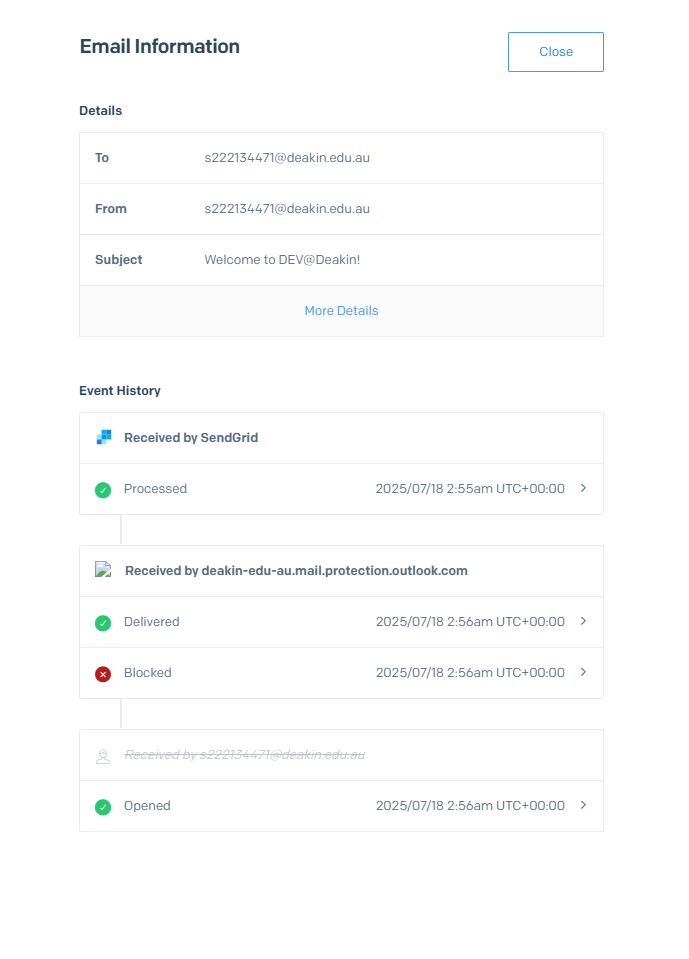 Email Information
Close
Details
To s222134471@deakin.edu.au
From s222134471@deakin.edu.au
Subject Welcome to DEV@Deakin!
More Details
Event History
Received by SendGrid
Processed 2025/07/18 2:55am UTC+00:00
Received by deakin-edu-au.mail.protection.outlook.com
Delivered 2025/07/18 2:56am UTC+00:00
Blocked 2025/07/18 2:56am UTC+00:00
Received by s222134471@deakin.edu.au
Opened 2025/07/18 2:56am UTC+00:00